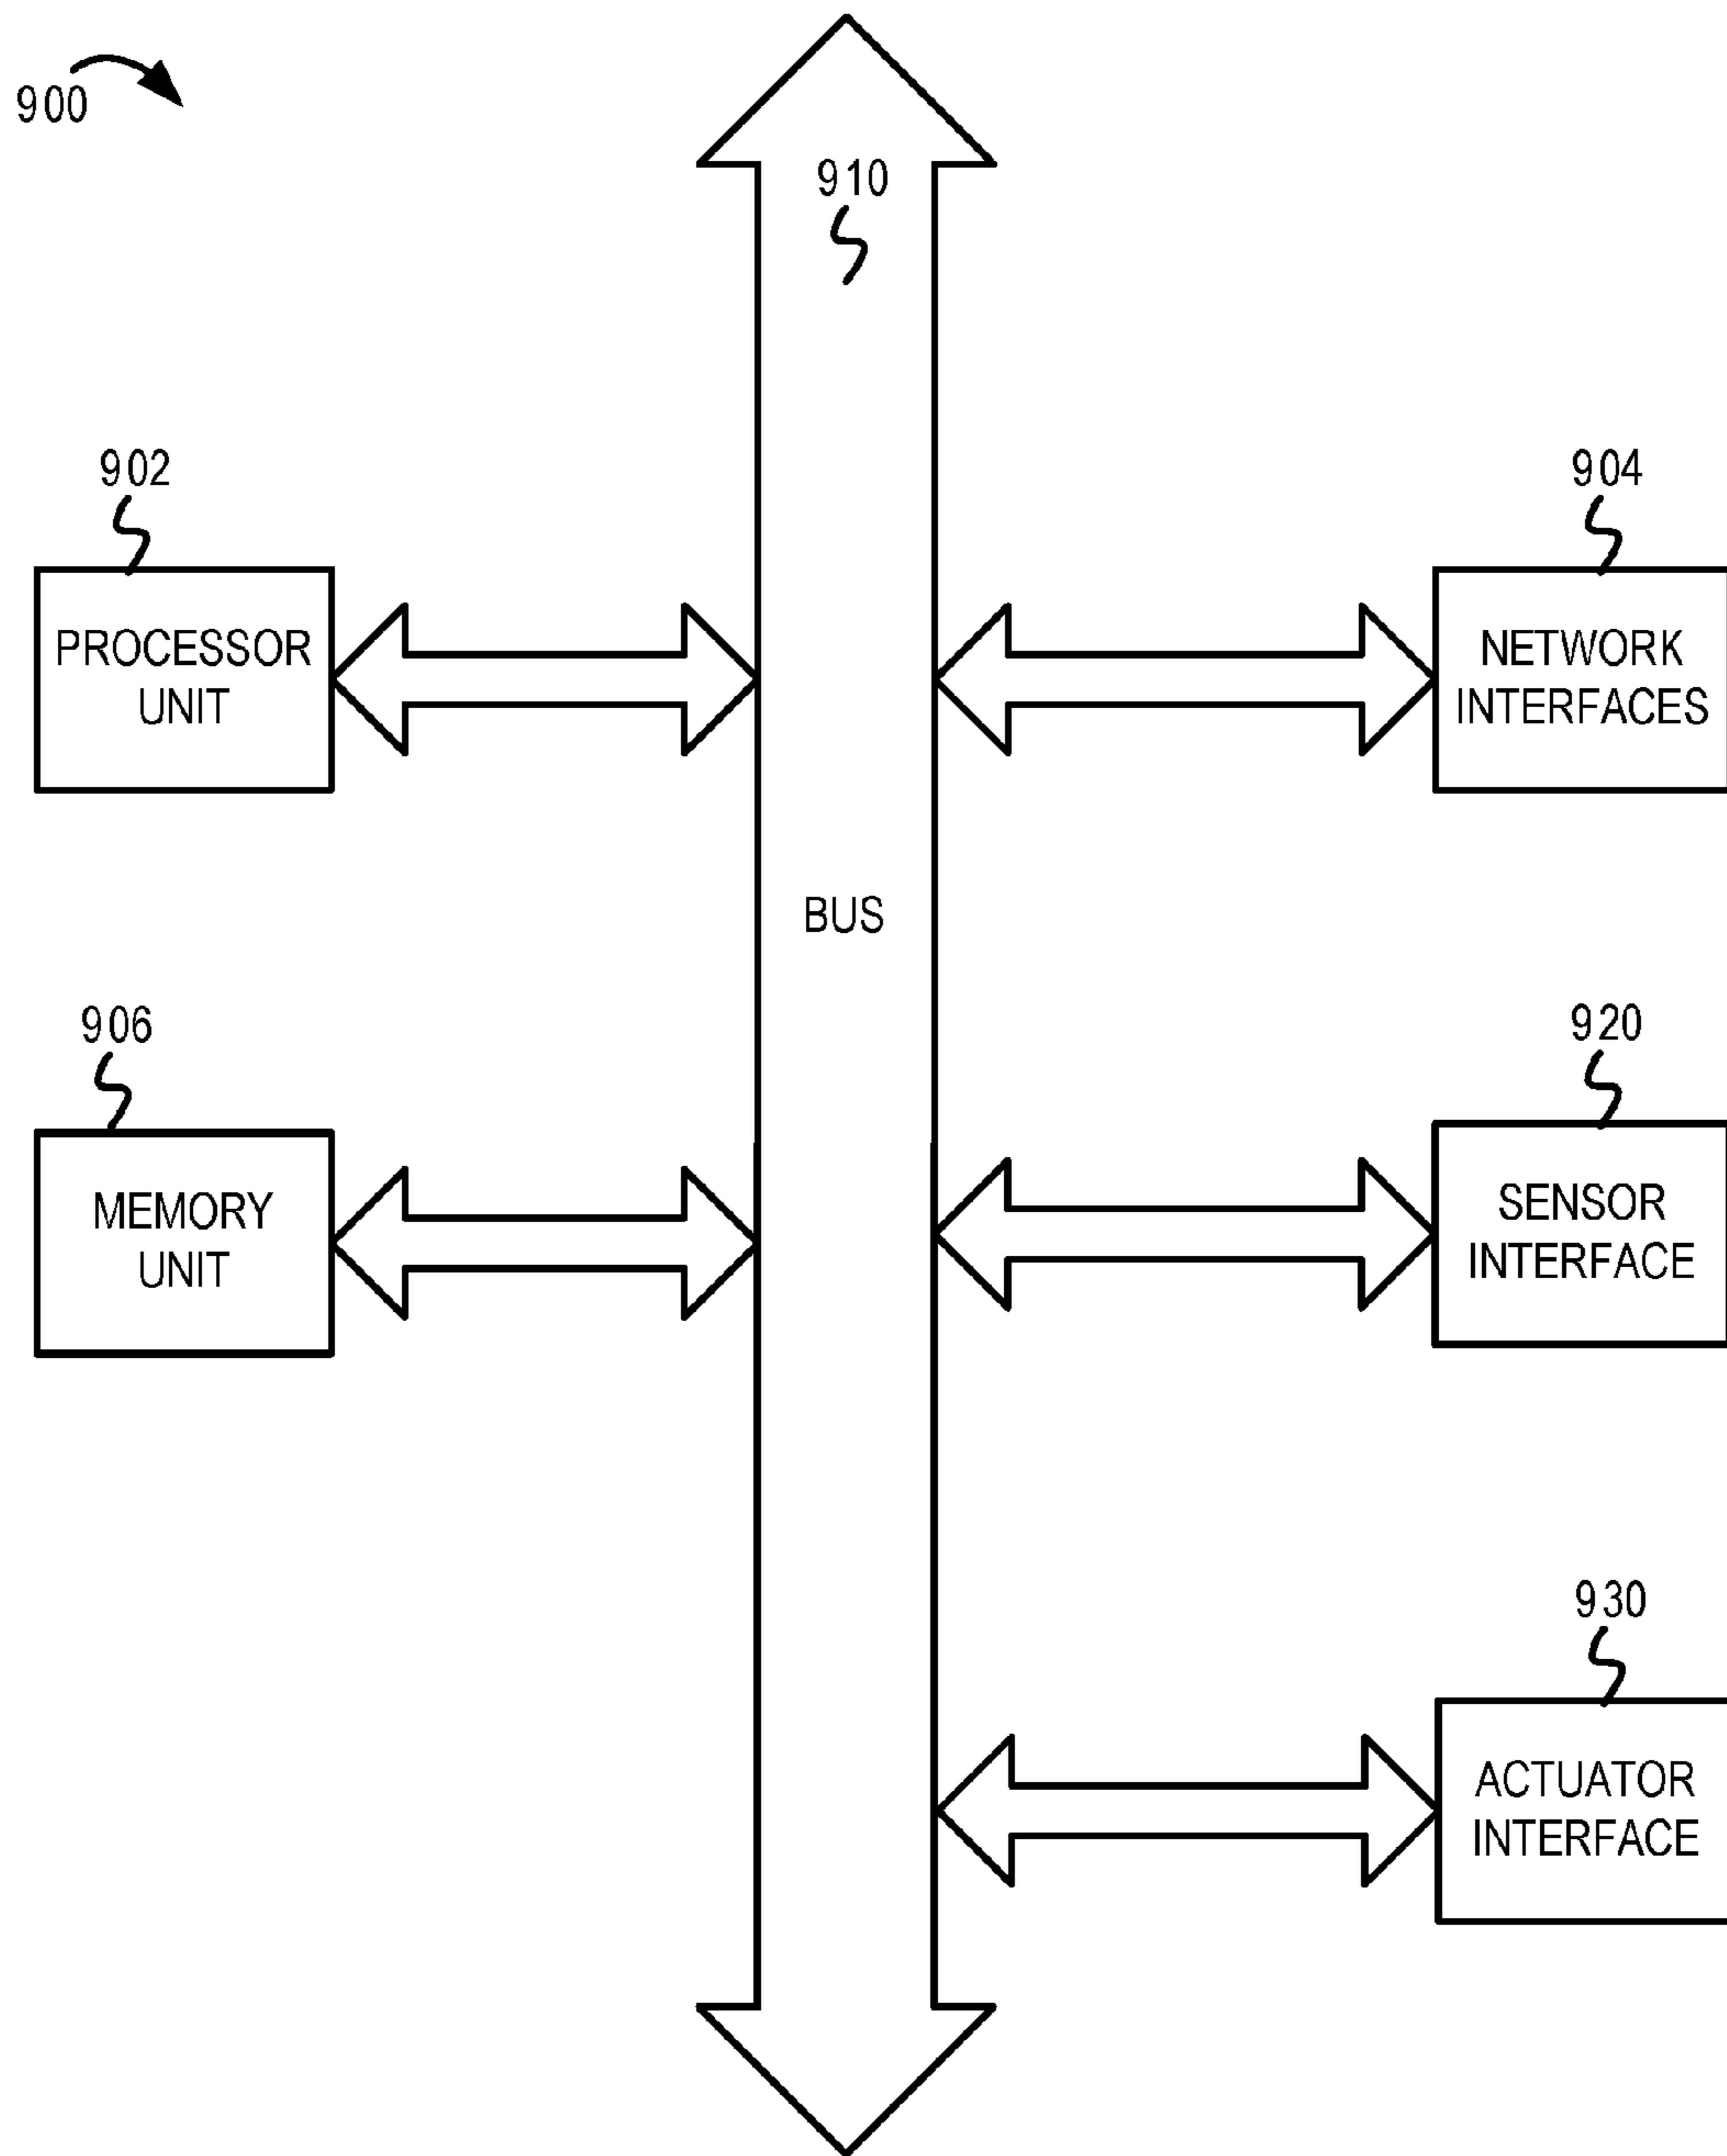 900
910
902
PROCESSOR
UNIT
904
NETWORK
INTERFACES
BUS
906
MEMORY
UNIT
920
SENSOR
INTERFACE
930
ACTUATOR
INTERFACE